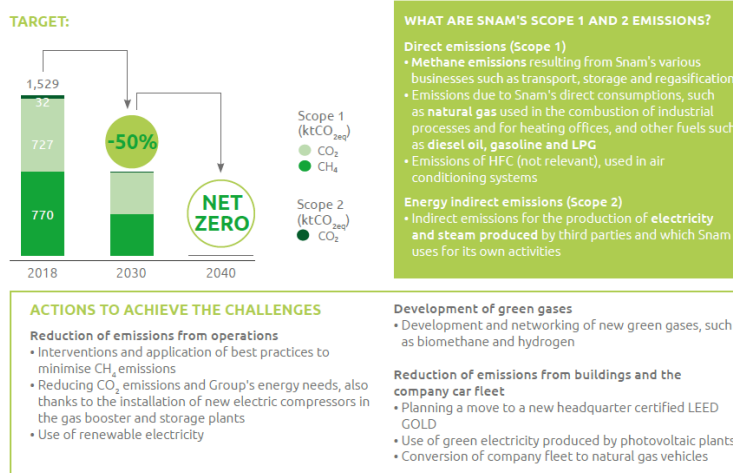 TARGET:
1,529
32
727
770
-50%
NET
ZERO
2018
2030
2040
Scope 1
(ktCO2eq)
CO2
CH4
Scope 2
(ktCO2eq)
CO2
WHAT ARE SNAM'S SCOPE 1 AND 2 EMISSIONS?
Direct emissions (Scope 1)
• Methane emissions resulting from Snam's various
businesses such as transport, storage and regasification
• Emissions due to Snam's direct consumptions, such
as natural gas used in the combustion of industrial
processes and for heating offices, and other fuels such
as diesel oil, gasoline and LPG
• Emissions of HFC (not relevant), used in air
conditioning systems
Energy indirect emissions (Scope 2)
• Indirect emissions for the production of electricity
and steam produced by third parties and which Snam
uses for its own activities
ACTIONS TO ACHIEVE THE CHALLENGES
Reduction of emissions from operations
• Interventions and application of best practices to
minimise CH4 emissions
• Reducing CO2 emissions and Group's energy needs, also
thanks to the installation of new electric compressors in
the gas booster and storage plants
• Use of renewable electricity
Development of green gases
• Development and networking of new green gases, such
as biomethane and hydrogen
Reduction of emissions from buildings and the
company car fleet
• Planning a move to a new headquarter certified LEED
GOLD
• Use of green electricity produced by photovoltaic plants
• Conversion of company fleet to natural gas vehicles